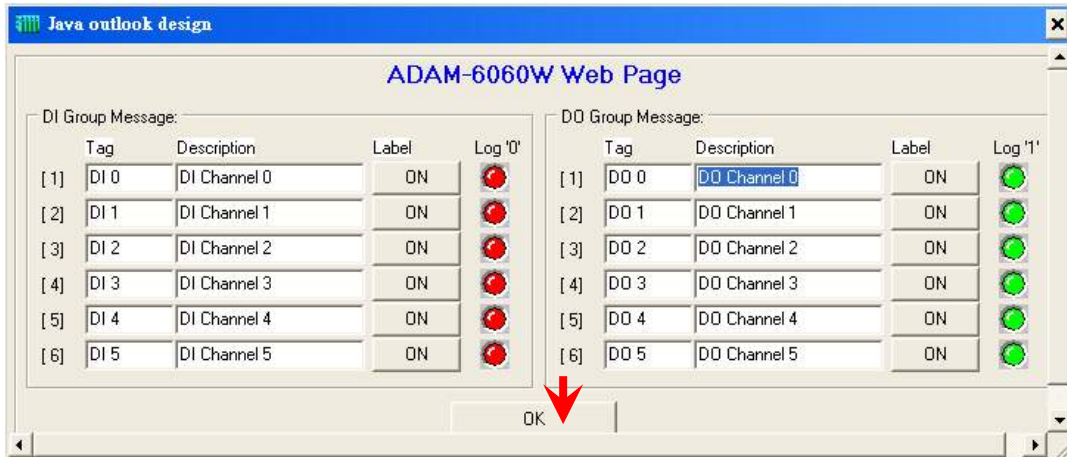 Java outlook design
ADAM-6060W Web Page
DI Group Message:
Tag Description Label Log '0'
[ 1] DI 0 DI Channel 0 ON
[ 2] DI 1 DI Channel 1 ON
[ 3] DI 2 DI Channel 2 ON
[ 4] DI 3 DI Channel 3 ON
[ 5] DI 4 DI Channel 4 ON
[ 6] DI 5 DI Channel 5 ON
DO Group Message:
Tag Description Label Log '1'
[ 1] DO 0 DO Channel 0 ON
[ 2] DO 1 DO Channel 1 ON
[ 3] DO 2 DO Channel 2 ON
[ 4] DO 3 DO Channel 3 ON
[ 5] DO 4 DO Channel 4 ON
[ 6] DO 5 DO Channel 5 ON
OK